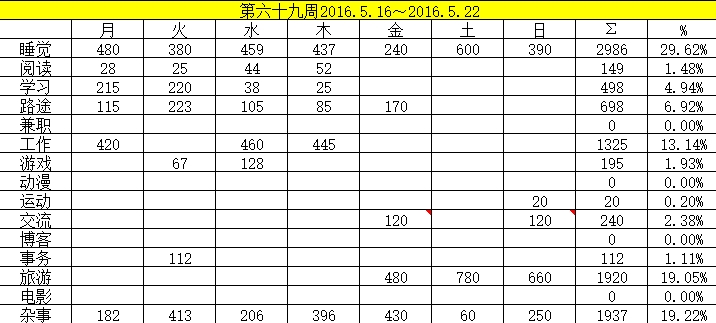 第六十九周2016.5.16～2016.5.22
月 火 水 木 金 土 日 Σ %
睡觉 480 380 459 437 240 600 390 2986 29.62%
阅读 28 25 44 52 149 1.48%
学习 215 220 38 25 498 4.94%
路途 115 223 105 85 170 698 6.92%
兼职 0 0.00%
工作 420 460 445 1325 13.14%
游戏 67 128 195 1.93%
动漫 0 0.00%
运动 20 20 0.20%
交流 120 120 240 2.38%
博客 0 0.00%
事务 112 112 1.11%
旅游 480 780 660 1920 19.05%
电影 0 0.00%
杂事 182 413 206 396 430 60 250 1937 19.22%